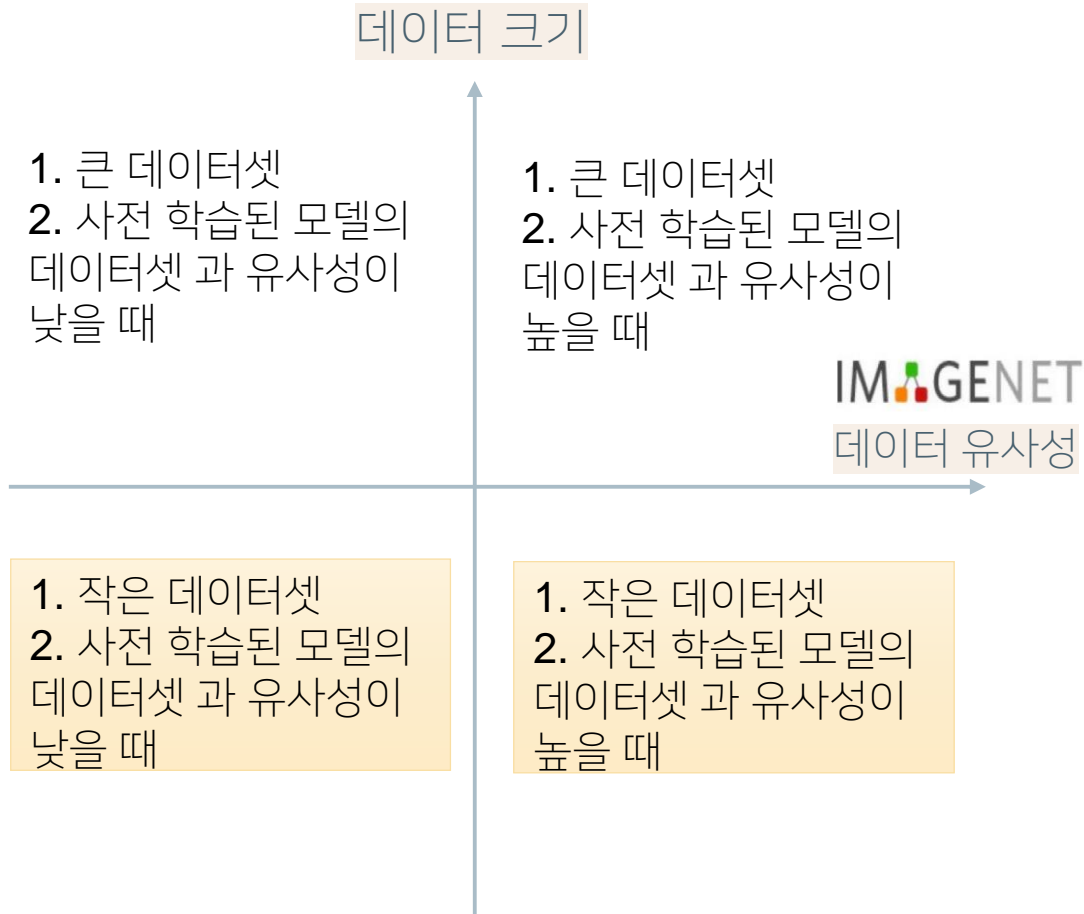 데이터 크기
1. 큰 데이터셋
2. 사전 학습된 모델의
데이터셋 과 유사성이
낮을 때
1. 큰 데이터셋
2. 사전 학습된 모델의
데이터셋 과 유사성이
높을 때
IMAGENET
데이터 유사성
1. 작은 데이터셋
2. 사전 학습된 모델의
데이터셋 과 유사성이
낮을 때
1. 작은 데이터셋
2. 사전 학습된 모델의
데이터셋 과 유사성이
높을 때